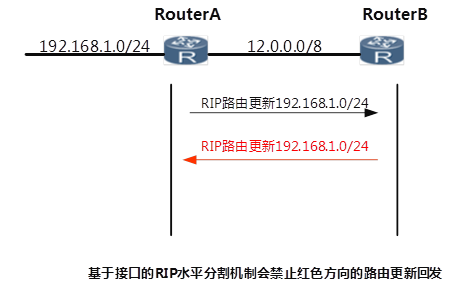 RouterA
RouterB
192.168.1.0/24
12.0.0.0/8
R
R
RIP路由更新192.168.1.0/24
RIP路由更新192.168.1.0/24
基于接口的RIP水平分割机制会禁止红色方向的路由更新回发